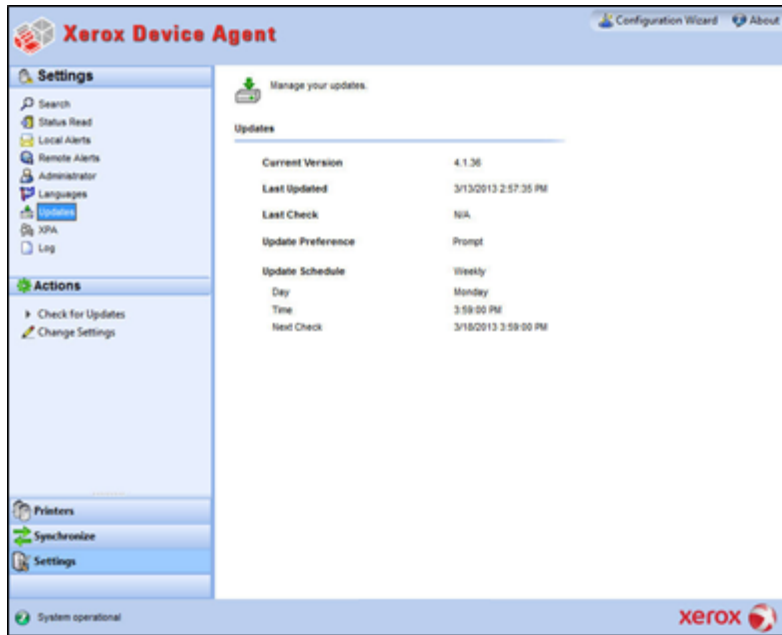 Xerox Device Agent
Configuration Wizard About
Settings
Search
Status Read
Local Alerts
Remote Alerts
Administrator
Languages
Updates
XPA
Log
Actions
Check for Updates
Change Settings
Printers
Synchronize
Settings
Manage your updates.
Updates
Current Version 4.1.36
Last Updated 3/13/2013 2:57:35 PM
Last Check N/A
Update Preference Prompt
Update Schedule Weekly
Day Monday
Time 3:59:00 PM
Next Check 3/18/2013 3:59:00 PM
System operational
xerox